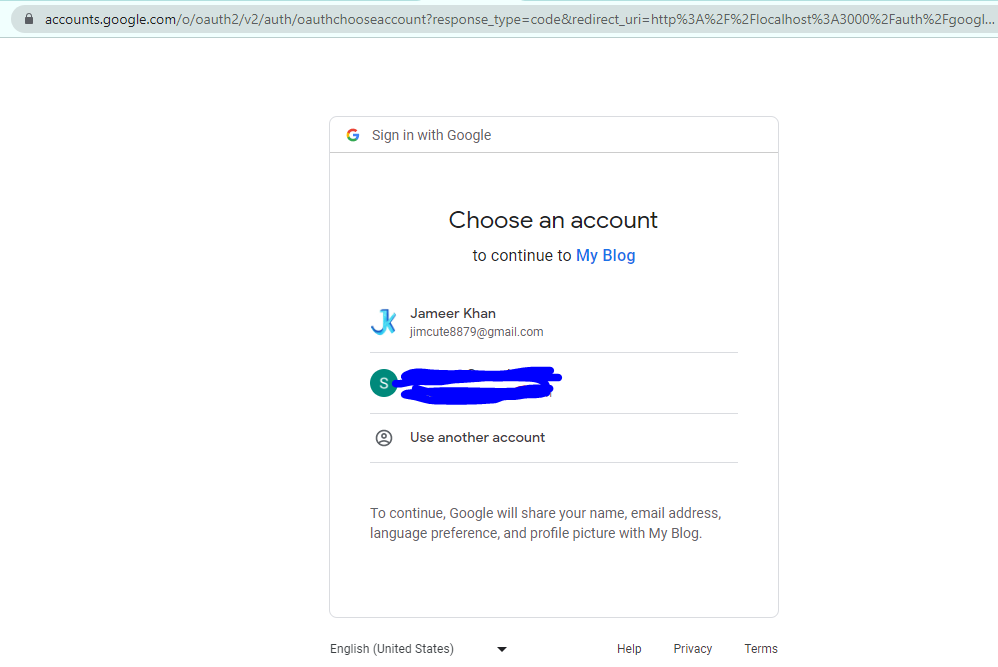 accounts.google.com/o/oauth2/v2/auth/oauthchooseaccount?response_type=code&redirect_uri=http%3A%2F%2Flocalhost%3A3000%2Fauth%2Fgoogl...
Sign in with Google
Choose an account
to continue to My Blog
Jameer Khan
jimcute8879@gmail.com
S
Use another account
To continue, Google will share your name, email address,
language preference, and profile picture with My Blog.
English (United States) Help Privacy Terms